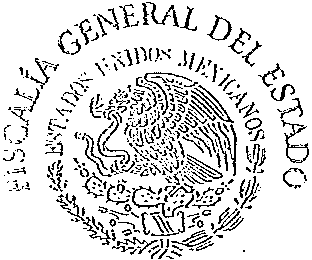 FISCALÍA GENERAL DEL ESTADO
ESTADOS UNIDOS MEXICANOS